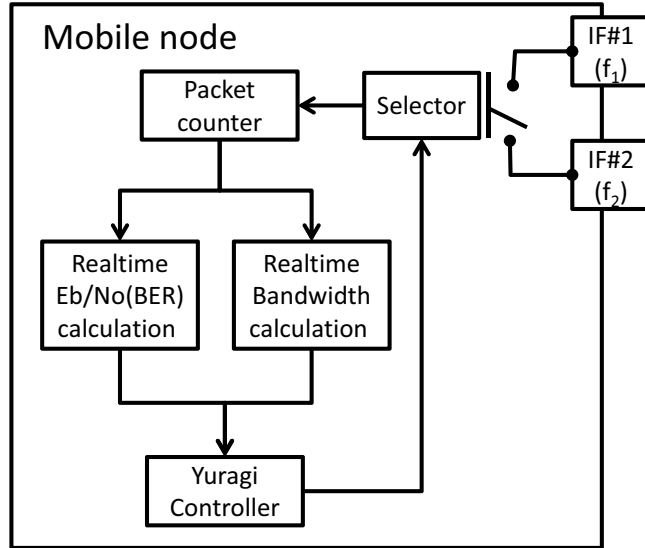 Mobile node
IF#1
(f₁)
Packet
counter
Selector
IF#2
(f₂)
Realtime
Eb/No(BER)
calculation
Realtime
Bandwidth
calculation
Yuragi
Controller